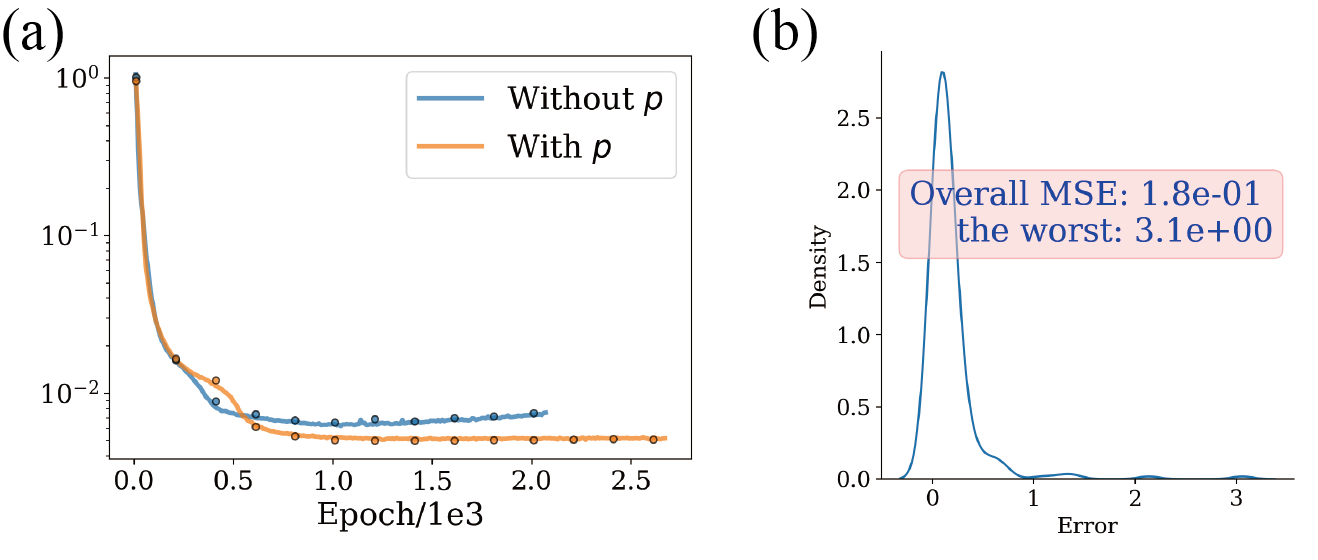 (a)
10⁰
10⁻¹
10⁻²
Without p
With p
0.0 0.5 1.0 1.5 2.0 2.5
Epoch/1e3
(b)
2.5
2.0
1.5
1.0
0.5
0.0
Density
Overall MSE: 1.8e-01
the worst: 3.1e+00
0 1 2 3
Error